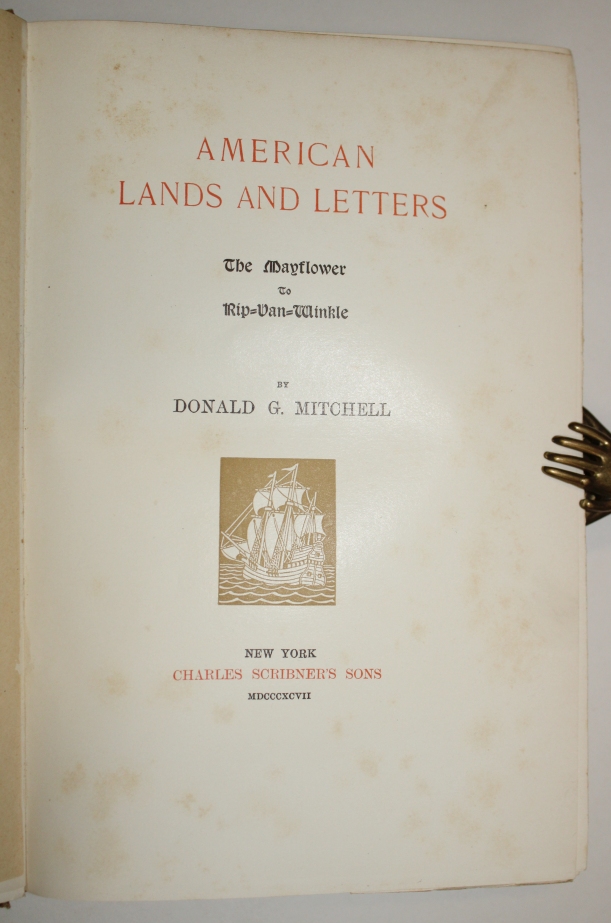 AMERICAN
LANDS AND LETTERS
The Mayflower
To
Rip=Van=Winkle
BY
DONALD G. MITCHELL
NEW YORK
CHARLES SCRIBNER'S SONS
MDCCCXCVII